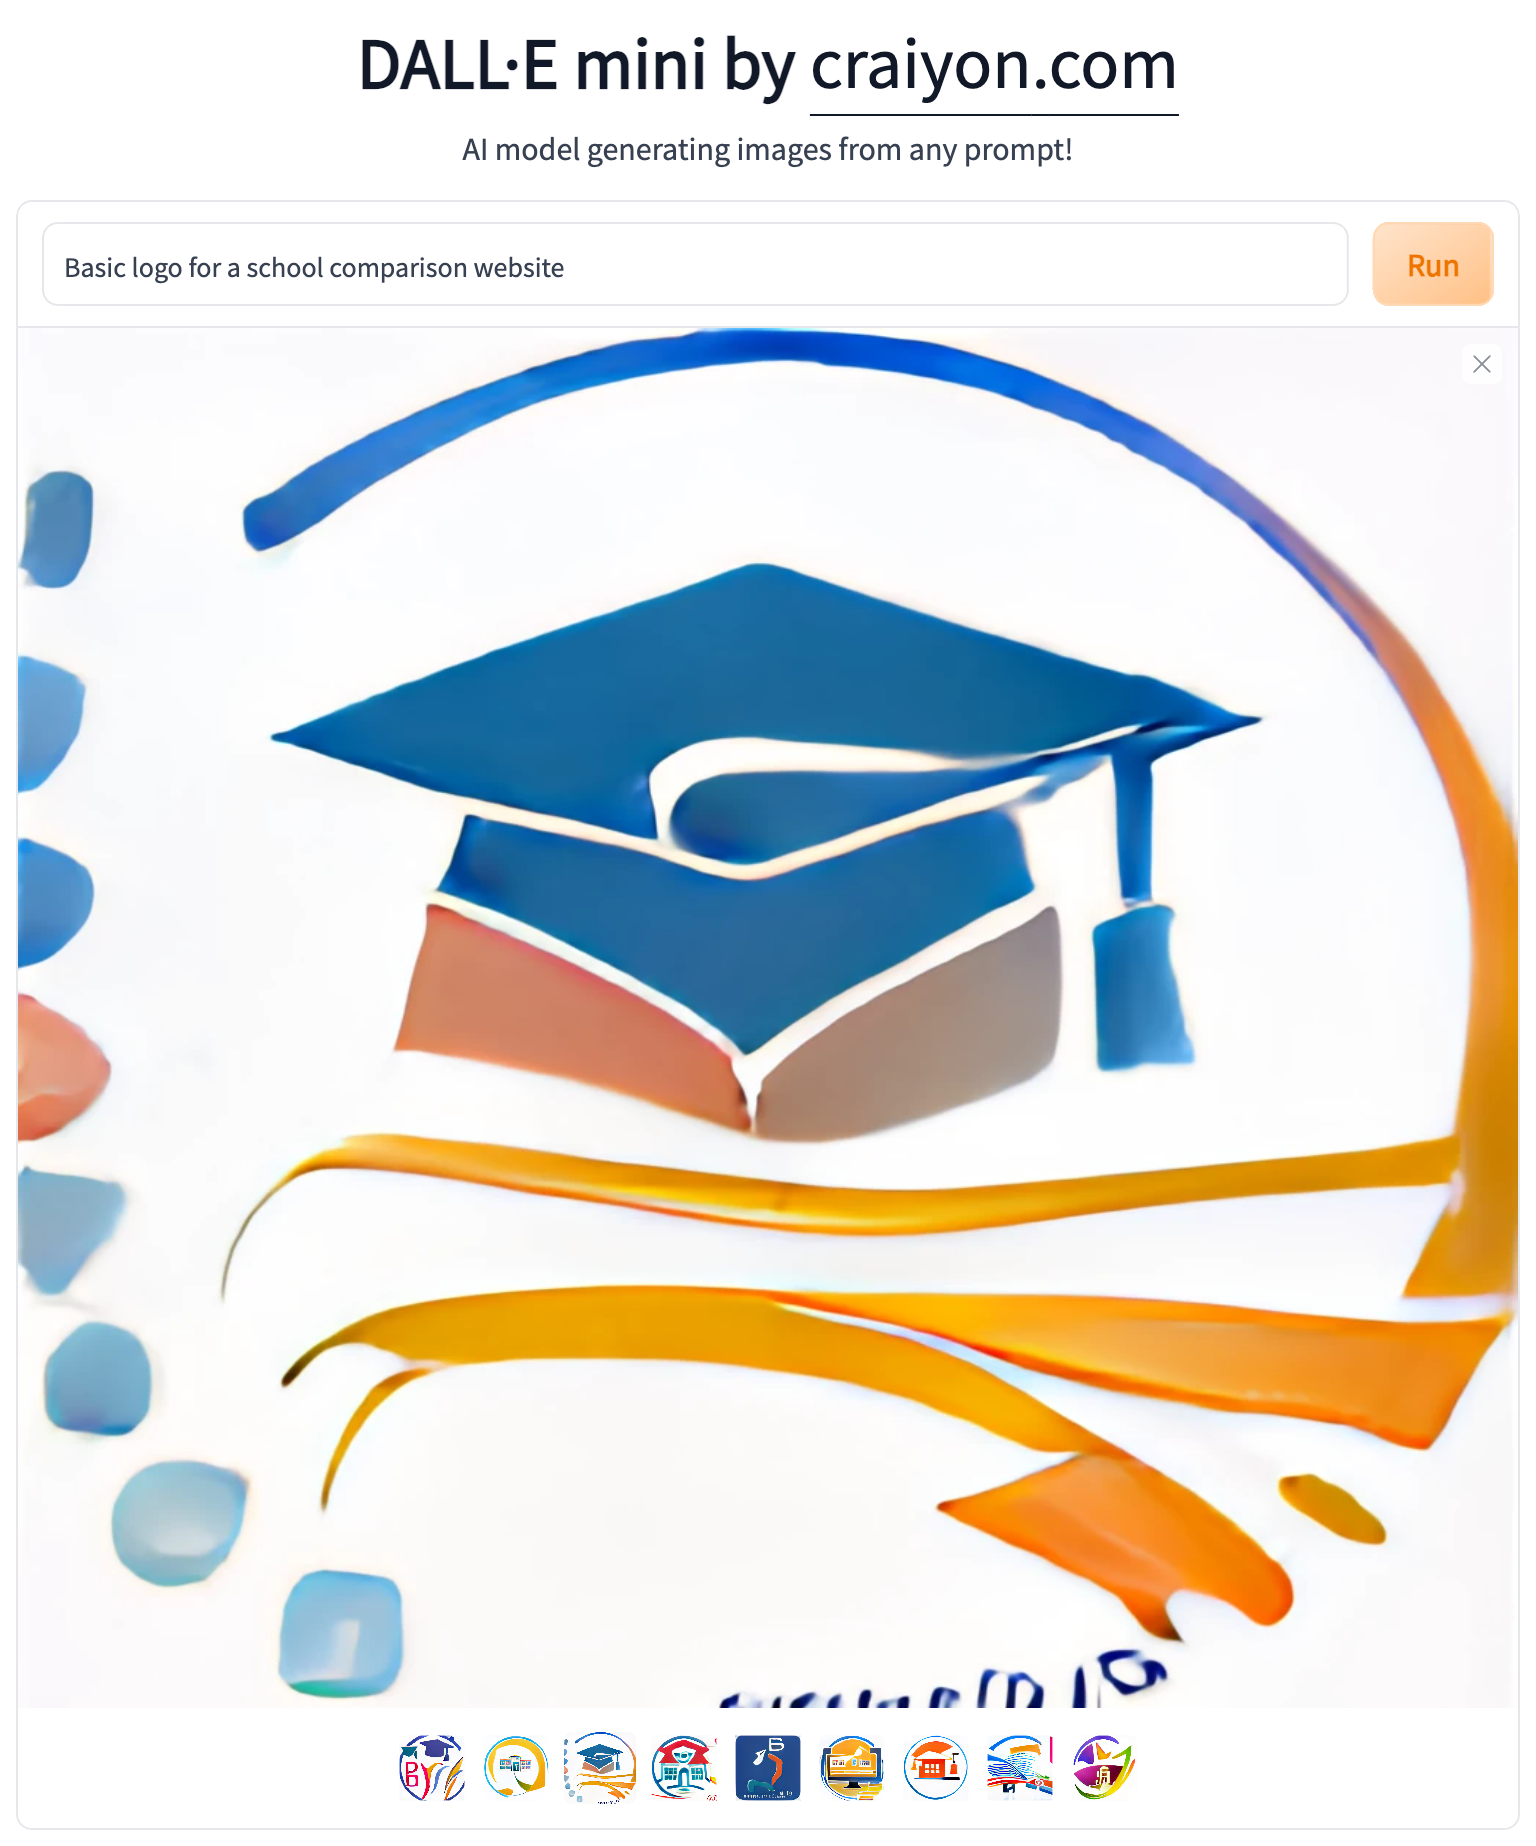 DALL·E mini by craiyon.com
AI model generating images from any prompt!
Basic logo for a school comparison website
Run